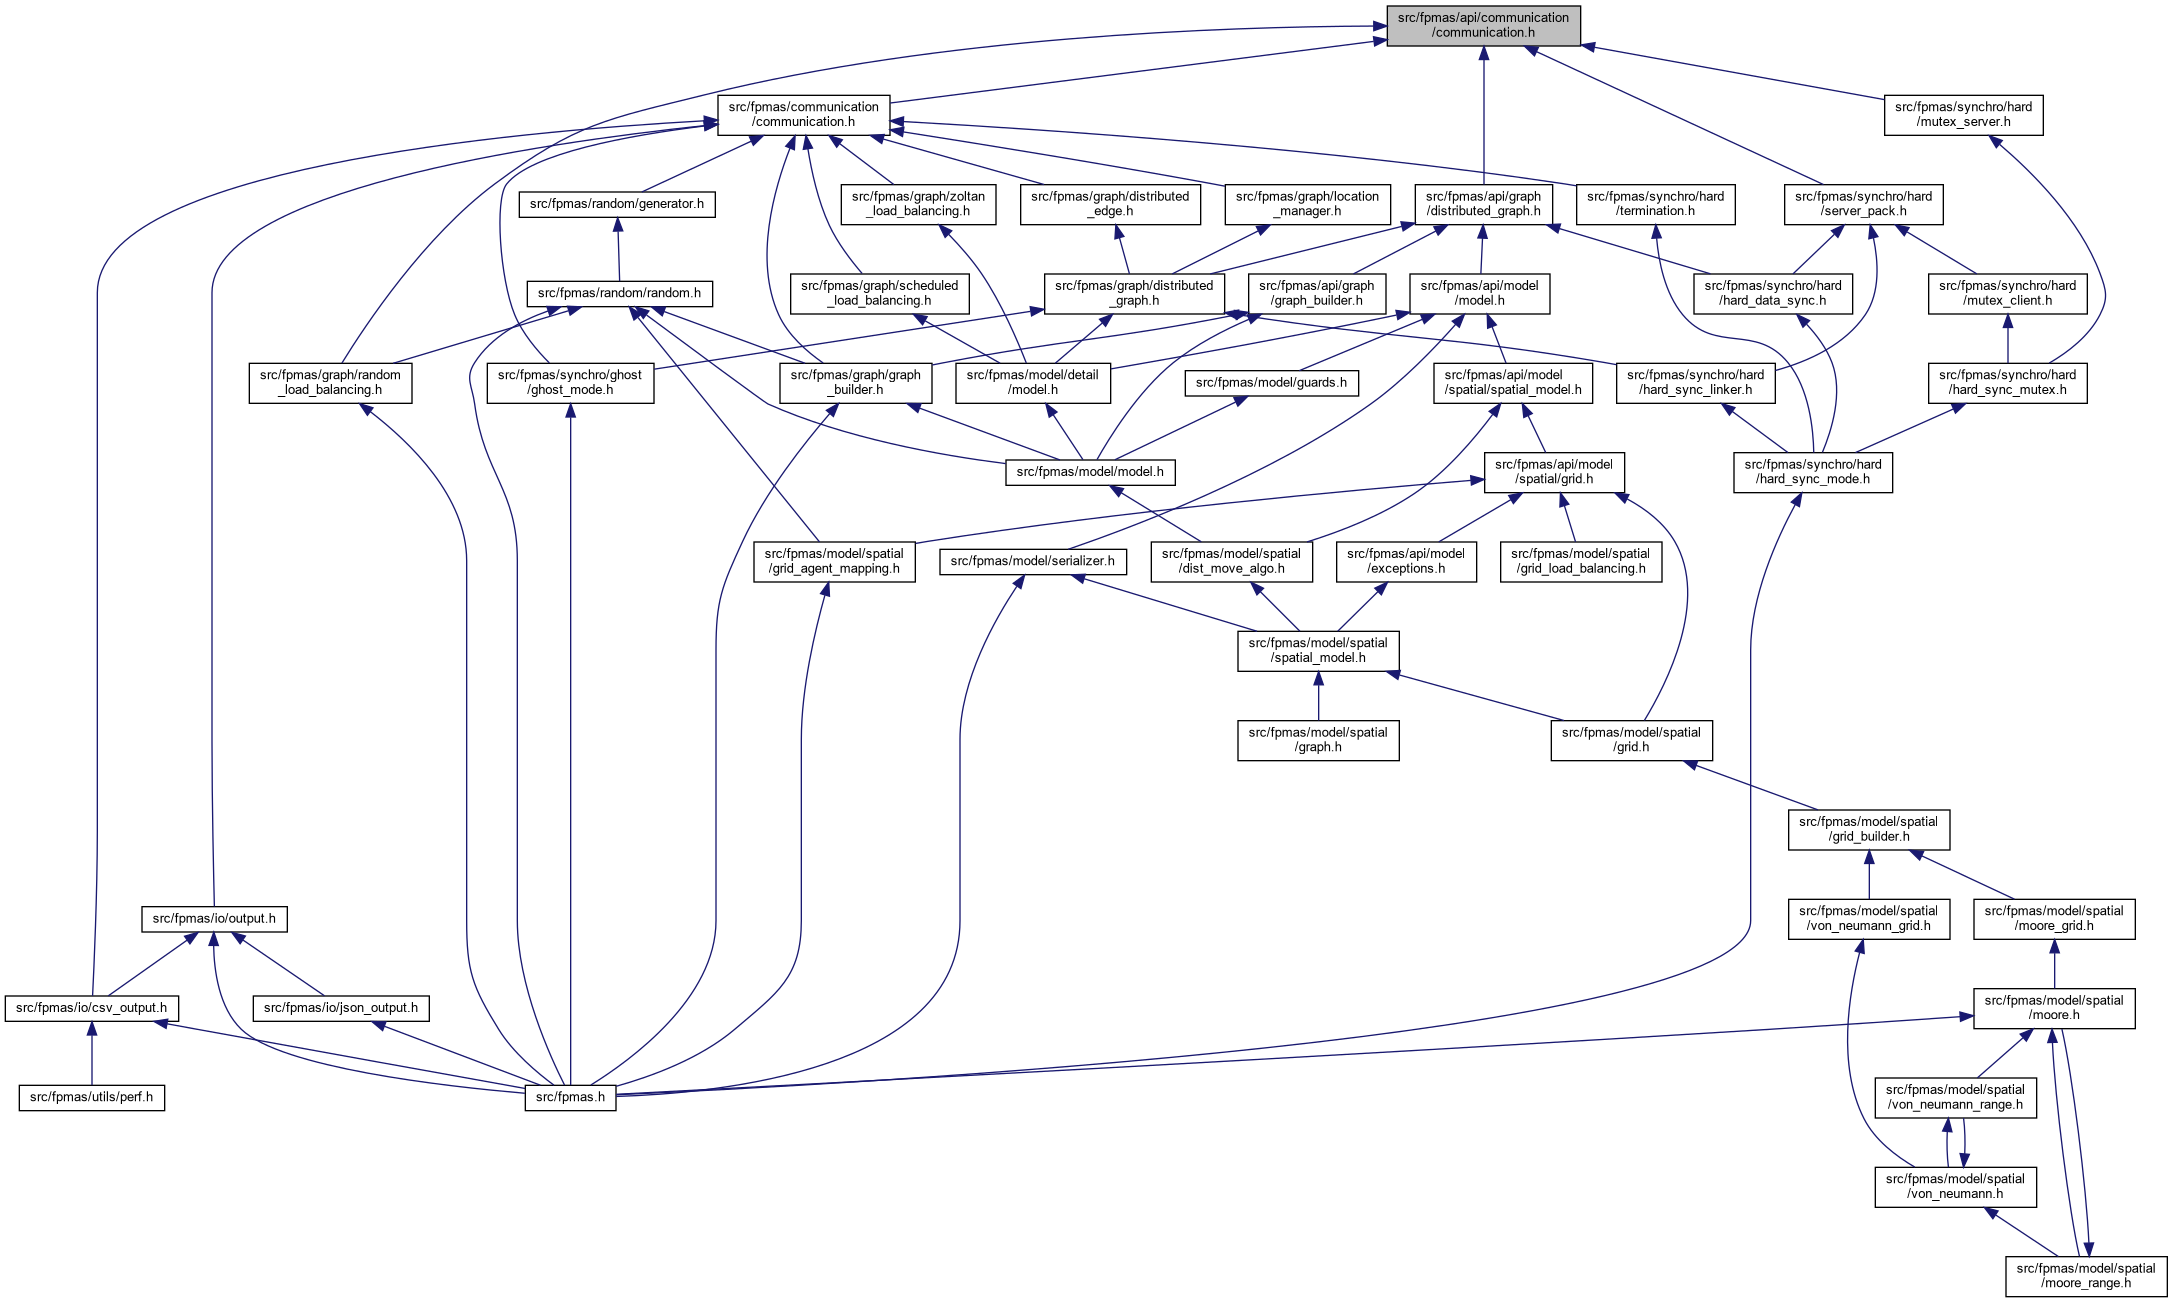 src/fpmas/api/communication
/communication.h
src/fpmas/communication
/communication.h
src/fpmas/synchro/hard
/mutex_server.h
src/fpmas/random/generator.h
src/fpmas/graph/zoltan
_load_balancing.h
src/fpmas/graph/distributed
_edge.h
src/fpmas/graph/location
_manager.h
src/fpmas/api/graph
/distributed_graph.h
src/fpmas/synchro/hard
/termination.h
src/fpmas/synchro/hard
/server_pack.h
src/fpmas/random/random.h
src/fpmas/graph/scheduled
_load_balancing.h
src/fpmas/graph/distributed
_graph.h
src/fpmas/api/graph
/graph_builder.h
src/fpmas/api/model
/model.h
src/fpmas/synchro/hard
/hard_data_sync.h
src/fpmas/synchro/hard
/mutex_client.h
src/fpmas/graph/random
_load_balancing.h
src/fpmas/synchro/ghost
/ghost_mode.h
src/fpmas/graph/graph
_builder.h
src/fpmas/model/detail
/model.h
src/fpmas/model/guards.h
src/fpmas/api/model
/spatial/spatial_model.h
src/fpmas/synchro/hard
/hard_sync_linker.h
src/fpmas/synchro/hard
/hard_sync_mutex.h
src/fpmas/model/model.h
src/fpmas/api/model
/spatial/grid.h
src/fpmas/synchro/hard
/hard_sync_mode.h
src/fpmas/model/spatial
/grid_agent_mapping.h
src/fpmas/model/serializer.h
src/fpmas/model/spatial
/dist_move_algo.h
src/fpmas/api/model
/exceptions.h
src/fpmas/model/spatial
/grid_load_balancing.h
src/fpmas/model/spatial
/spatial_model.h
src/fpmas/model/spatial
/graph.h
src/fpmas/model/spatial
/grid.h
src/fpmas/model/spatial
/grid_builder.h
src/fpmas/io/output.h
src/fpmas/model/spatial
/von_neumann_grid.h
src/fpmas/model/spatial
/moore_grid.h
src/fpmas/io/csv_output.h
src/fpmas/io/json_output.h
src/fpmas/model/spatial
/moore.h
src/fpmas/utils/perf.h
src/fpmas.h
src/fpmas/model/spatial
/von_neumann_range.h
src/fpmas/model/spatial
/von_neumann.h
src/fpmas/model/spatial
/moore_range.h